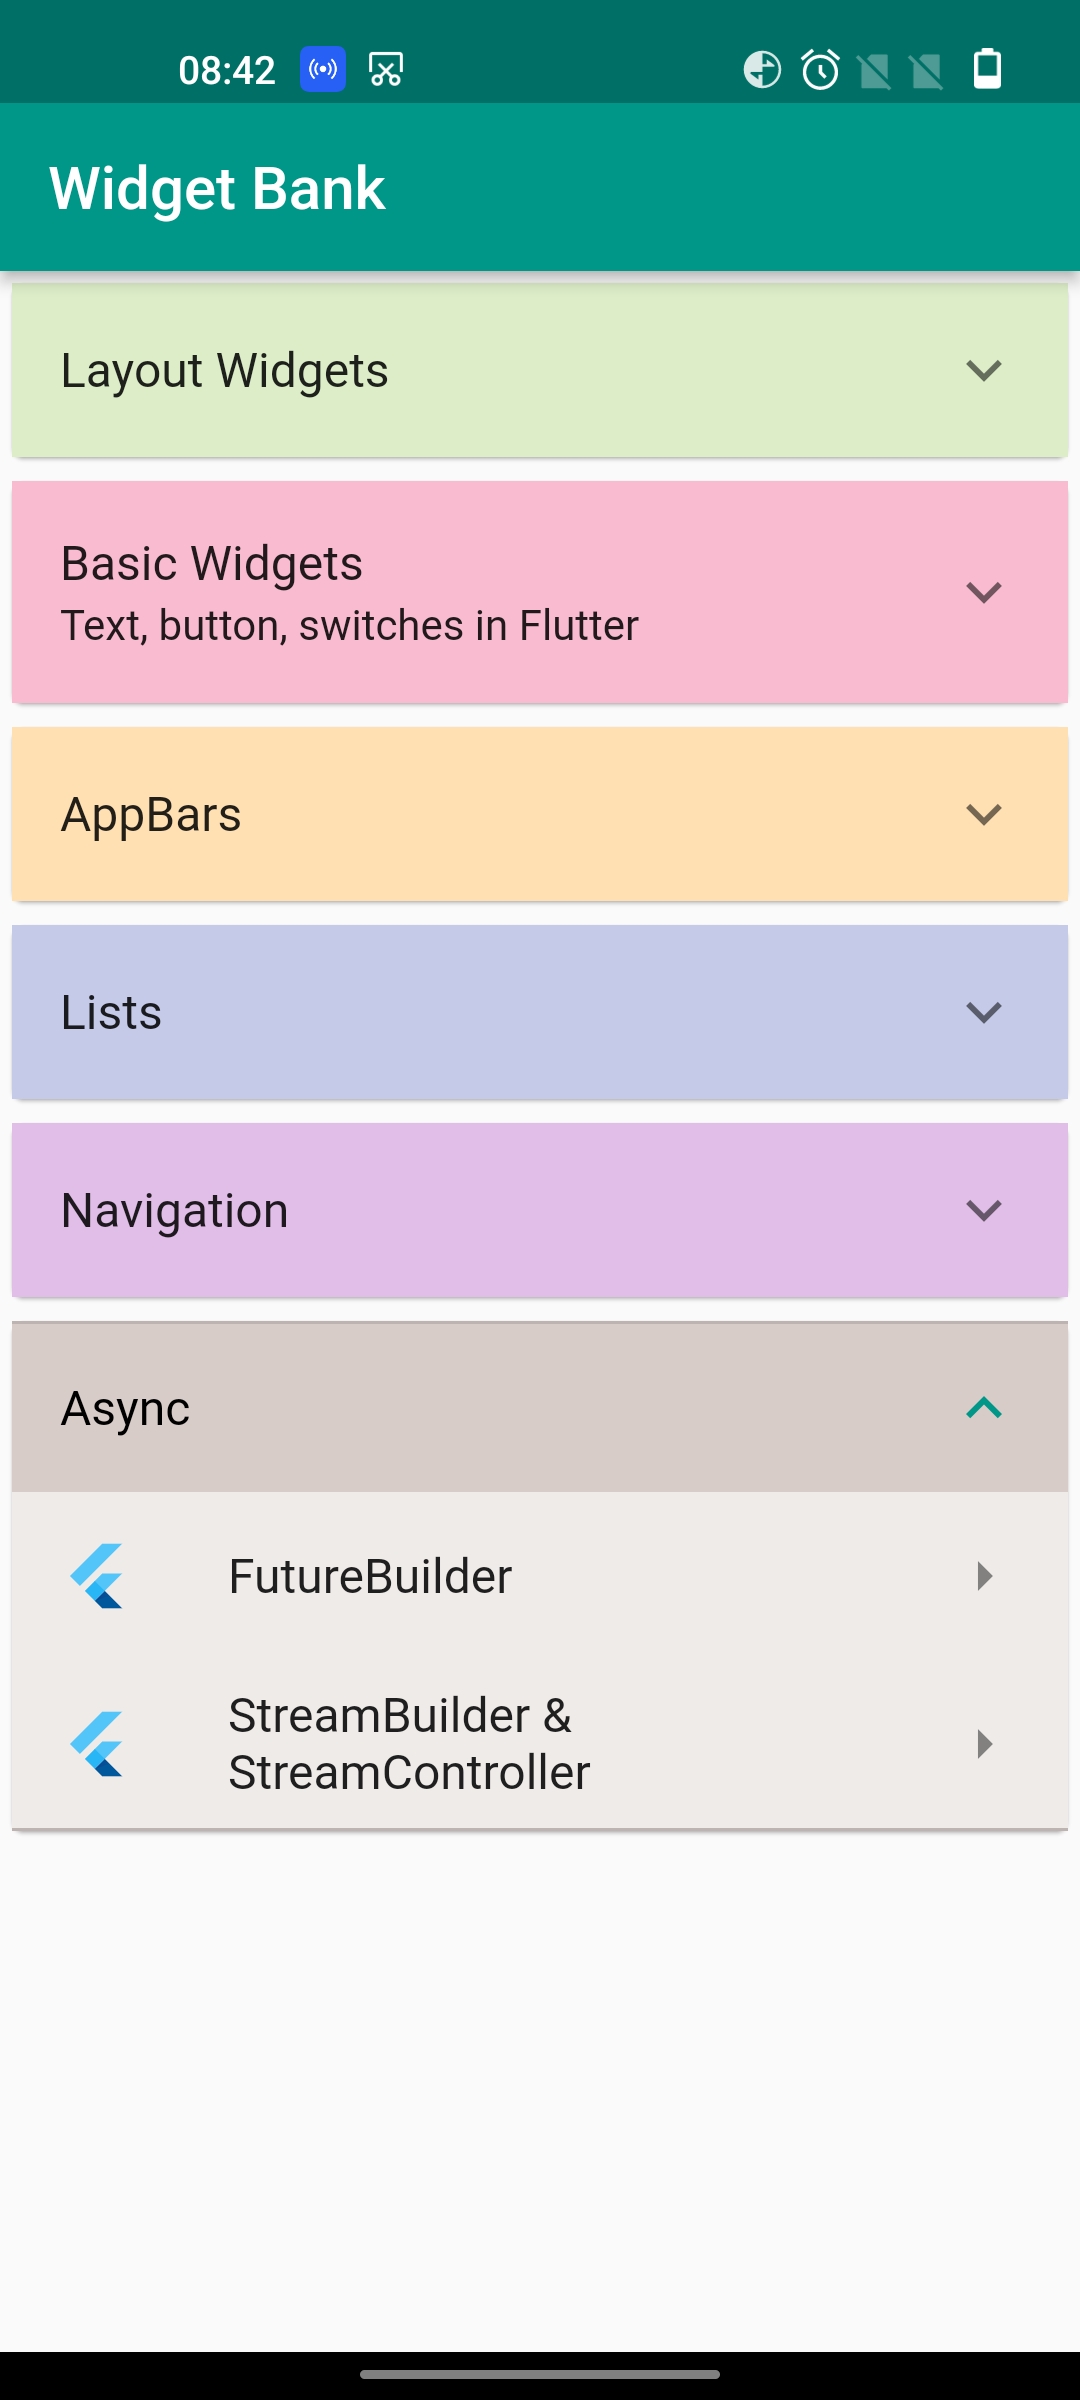 08:42
Widget Bank
Layout Widgets
Basic Widgets
Text, button, switches in Flutter
AppBars
Lists
Navigation
Async
FutureBuilder
StreamBuilder &
StreamController